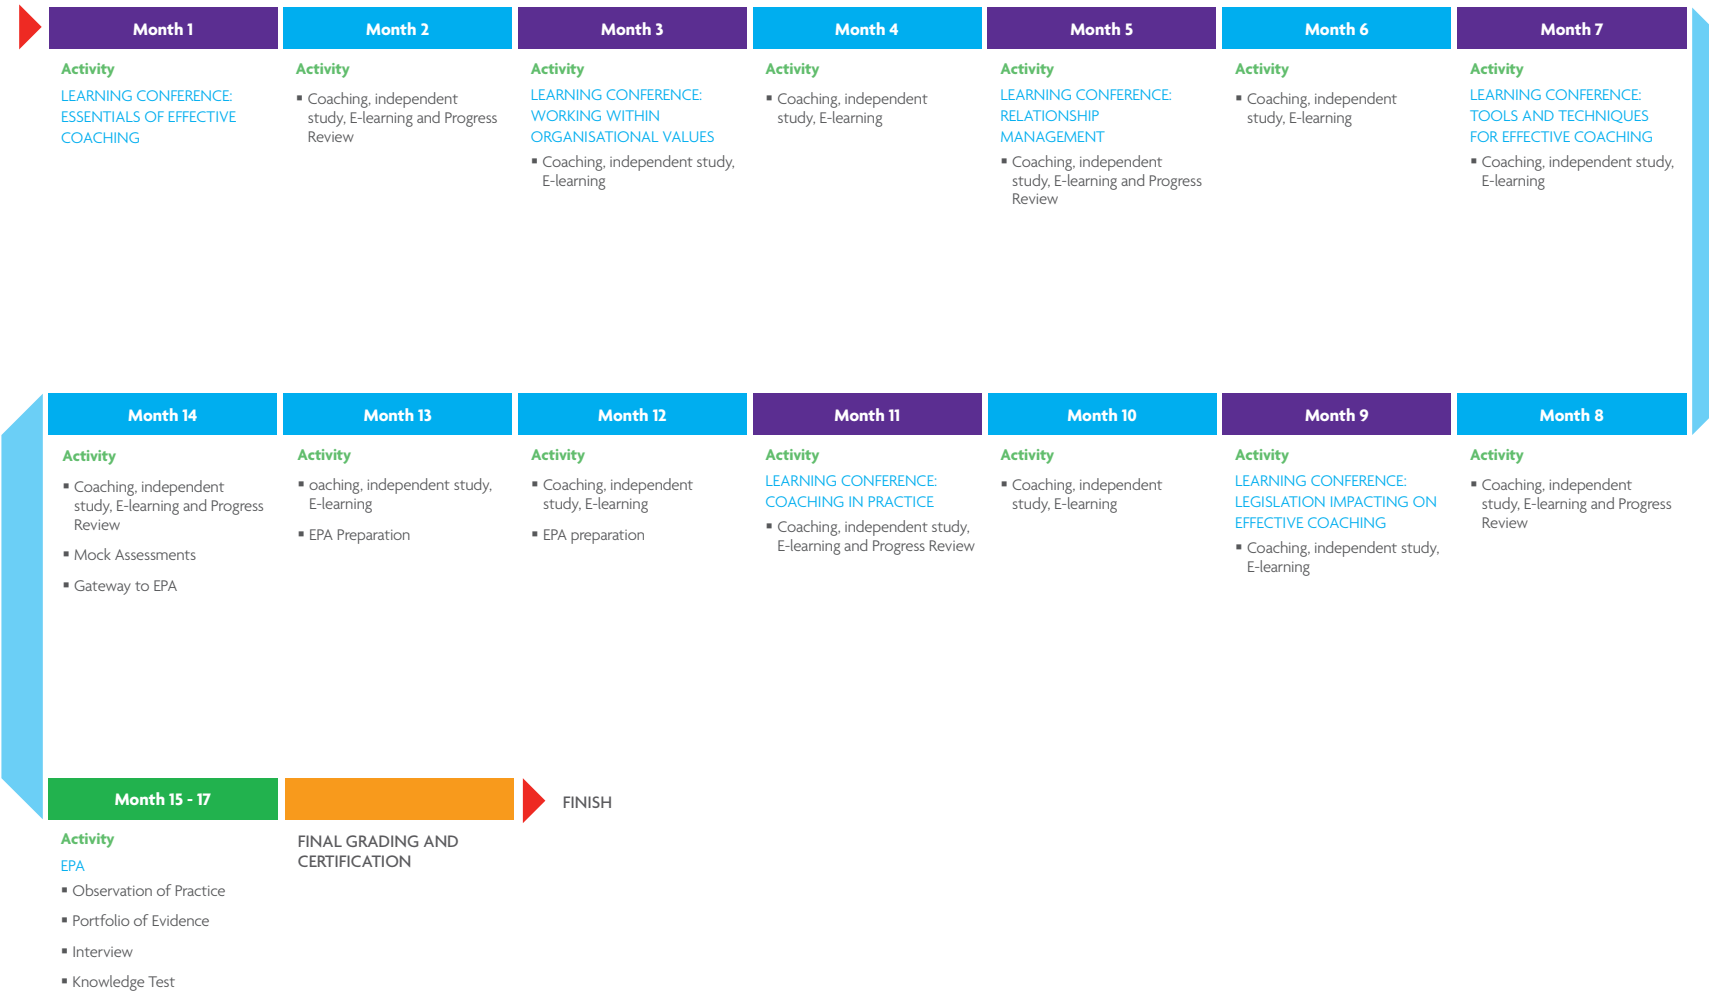 Month 1
Activity
LEARNING CONFERENCE:
ESSENTIALS OF EFFECTIVE
COACHING
Month 2
Activity
▪ Coaching, independent
study, E-learning and Progress
Review
Month 3
Activity
LEARNING CONFERENCE:
WORKING WITHIN
ORGANISATIONAL VALUES
▪ Coaching, independent study,
E-learning
Month 4
Activity
▪ Coaching, independent
study, E-learning
Month 5
Activity
LEARNING CONFERENCE:
RELATIONSHIP
MANAGEMENT
▪ Coaching, independent
study, E-learning and Progress
Review
Month 6
Activity
▪ Coaching, independent
study, E-learning
Month 7
Activity
LEARNING CONFERENCE:
TOOLS AND TECHNIQUES
FOR EFFECTIVE COACHING
▪ Coaching, independent study,
E-learning
Month 8
Activity
▪ Coaching, independent
study, E-learning and Progress
Review
Month 9
Activity
LEARNING CONFERENCE:
LEGISLATION IMPACTING ON
EFFECTIVE COACHING
▪ Coaching, independent study,
E-learning
Month 10
Activity
▪ Coaching, independent
study, E-learning
Month 11
Activity
LEARNING CONFERENCE:
COACHING IN PRACTICE
▪ Coaching, independent study,
E-learning and Progress Review
Month 12
Activity
▪ Coaching, independent
study, E-learning
▪ EPA preparation
Month 13
Activity
▪ oaching, independent study,
E-learning
▪ EPA Preparation
Month 14
Activity
▪ Coaching, independent
study, E-learning and Progress
Review
▪ Mock Assessments
▪ Gateway to EPA
Month 15 - 17
Activity
EPA
▪ Observation of Practice
▪ Portfolio of Evidence
▪ Interview
▪ Knowledge Test
FINAL GRADING AND
CERTIFICATION
FINISH